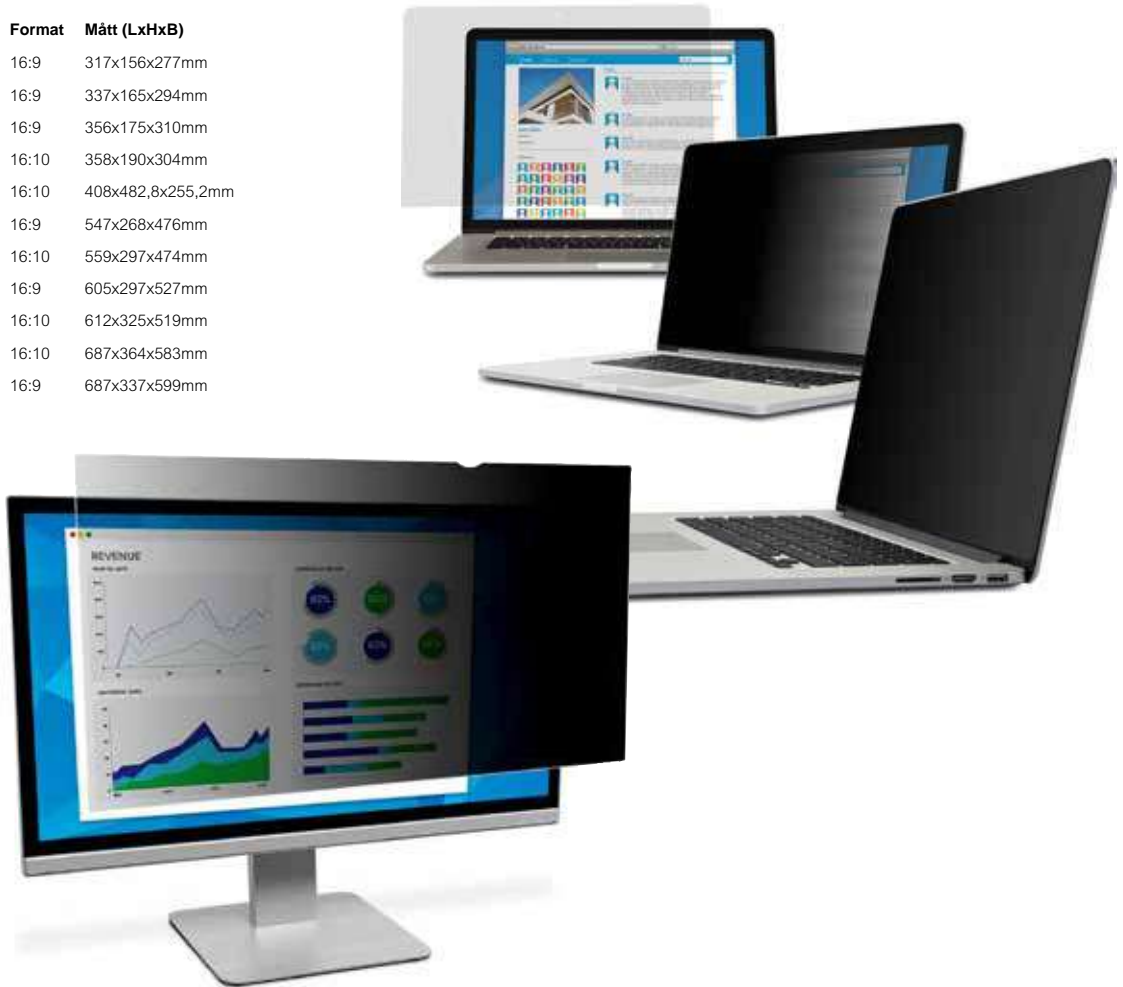 Format Mått (LxHxB)
16:9 317x156x277mm
16:9 337x165x294mm
16:9 356x175x310mm
16:10 358x190x304mm
16:10 408x482,8x255,2mm
16:9 547x268x476mm
16:10 559x297x474mm
16:9 605x297x527mm
16:10 612x325x519mm
16:10 687x364x583mm
16:9 687x337x599mm
REVENUE